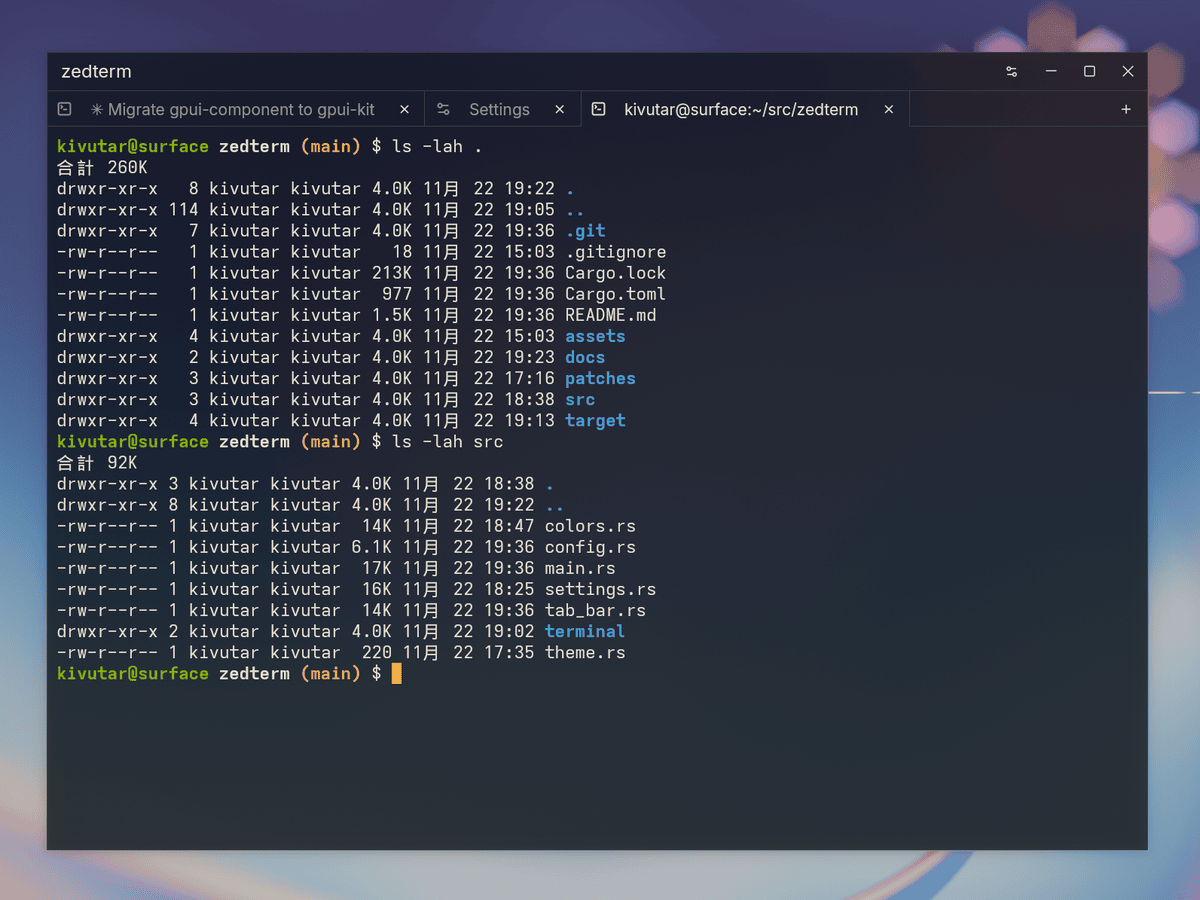 zedterm
✳ Migrate gpui-component to gpui-kit × Settings × kivutar@surface:~/src/zedterm × +
kivutar@surface zedterm (main) $ ls -lah .
合計 260K
drwxr-xr-x   8 kivutar kivutar 4.0K 11月 22 19:22 .
drwxr-xr-x 114 kivutar kivutar 4.0K 11月 22 19:05 ..
drwxr-xr-x   7 kivutar kivutar 4.0K 11月 22 19:36 .git
-rw-r--r--   1 kivutar kivutar   18 11月 22 15:03 .gitignore
-rw-r--r--   1 kivutar kivutar 213K 11月 22 19:36 Cargo.lock
-rw-r--r--   1 kivutar kivutar  977 11月 22 19:36 Cargo.toml
-rw-r--r--   1 kivutar kivutar 1.5K 11月 22 19:36 README.md
drwxr-xr-x   4 kivutar kivutar 4.0K 11月 22 15:03 assets
drwxr-xr-x   2 kivutar kivutar 4.0K 11月 22 19:23 docs
drwxr-xr-x   3 kivutar kivutar 4.0K 11月 22 17:16 patches
drwxr-xr-x   3 kivutar kivutar 4.0K 11月 22 18:38 src
drwxr-xr-x   4 kivutar kivutar 4.0K 11月 22 19:13 target
kivutar@surface zedterm (main) $ ls -lah src
合計 92K
drwxr-xr-x 3 kivutar kivutar 4.0K 11月 22 18:38 .
drwxr-xr-x 8 kivutar kivutar 4.0K 11月 22 19:22 ..
-rw-r--r-- 1 kivutar kivutar  14K 11月 22 18:47 colors.rs
-rw-r--r-- 1 kivutar kivutar 6.1K 11月 22 19:36 config.rs
-rw-r--r-- 1 kivutar kivutar  17K 11月 22 19:36 main.rs
-rw-r--r-- 1 kivutar kivutar  16K 11月 22 18:25 settings.rs
-rw-r--r-- 1 kivutar kivutar  14K 11月 22 19:36 tab_bar.rs
drwxr-xr-x 2 kivutar kivutar 4.0K 11月 22 19:02 terminal
-rw-r--r-- 1 kivutar kivutar  220 11月 22 17:35 theme.rs
kivutar@surface zedterm (main) $